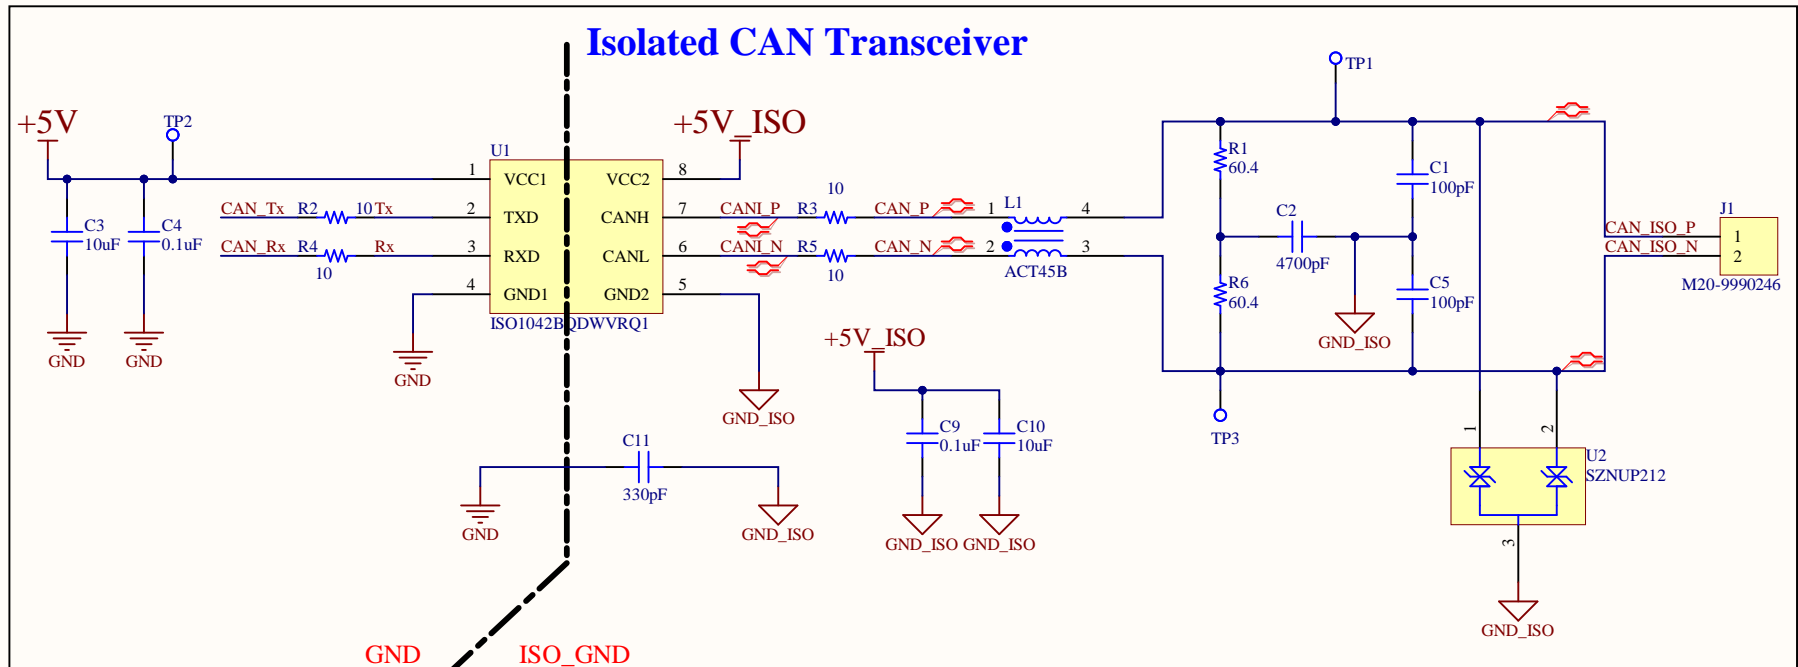 Isolated CAN Transceiver
TP1
+5V
TP2
+5V_ISO
U1
1
VCC1
VCC2
8
R1
60.4
C1
100pF
10
CAN_Tx
R2
10
Tx
2
TXD
CANH
7
CANI_P
R3
CAN_P
L1
1
4
C2
J1
C3
10uF
C4
0.1uF
CAN_Rx
R4
10
Rx
3
RXD
CANL
6
CANI_N
R5
10
CAN_N
2
3
ACT45B
4700pF
CAN_ISO_P
CAN_ISO_N
1
2
M20-9990246
4
GND1
GND2
5
R6
60.4
C5
100pF
ISO1042BQDWVRQ1
GND
GND
GND
GND_ISO
+5V_ISO
GND_ISO
TP3
C9
0.1uF
C10
10uF
C11
330pF
1
2
U2
SZNUP212
GND
GND_ISO
GND_ISO
GND_ISO
3
GND_ISO
GND
ISO_GND